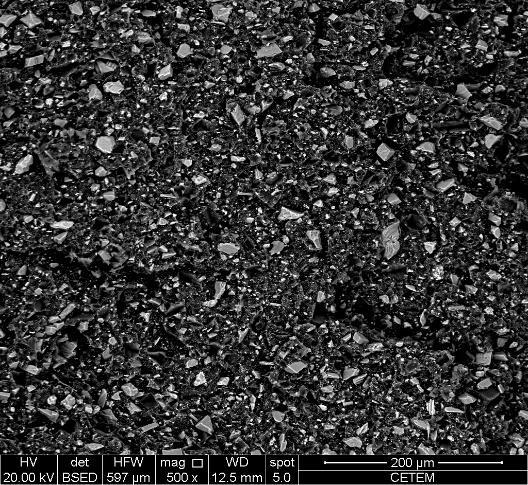 HV det HFW mag □ WD spot 200 µm
20.00 kV BSED 597 µm 500 x 12.5 mm 5.0 CETEM